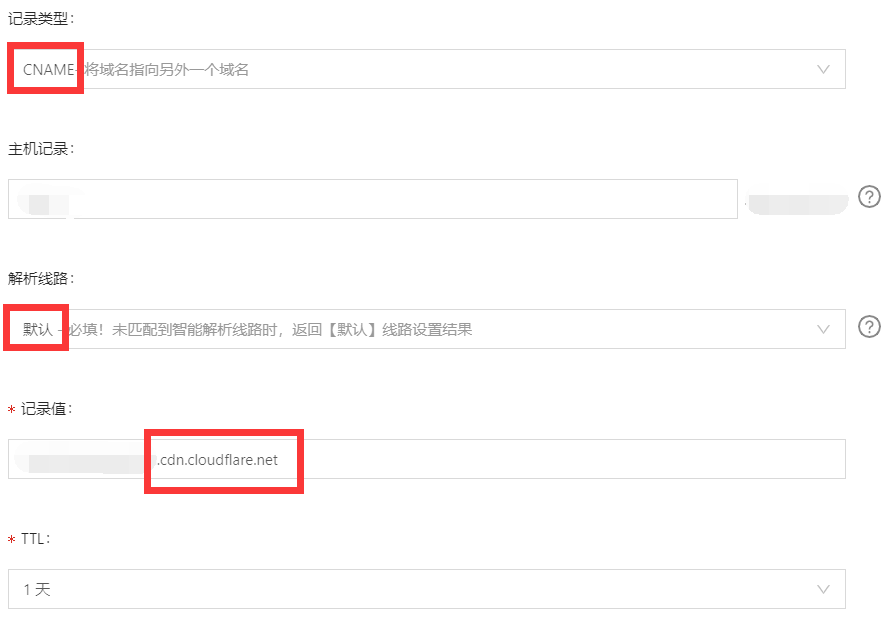 记录类型：
CNAME- 将域名指向另外一个域名
主机记录：
.
解析线路：
默认 - 必填！未匹配到智能解析线路时，返回【默认】线路设置结果
* 记录值：
.cdn.cloudflare.net
* TTL：
1 天